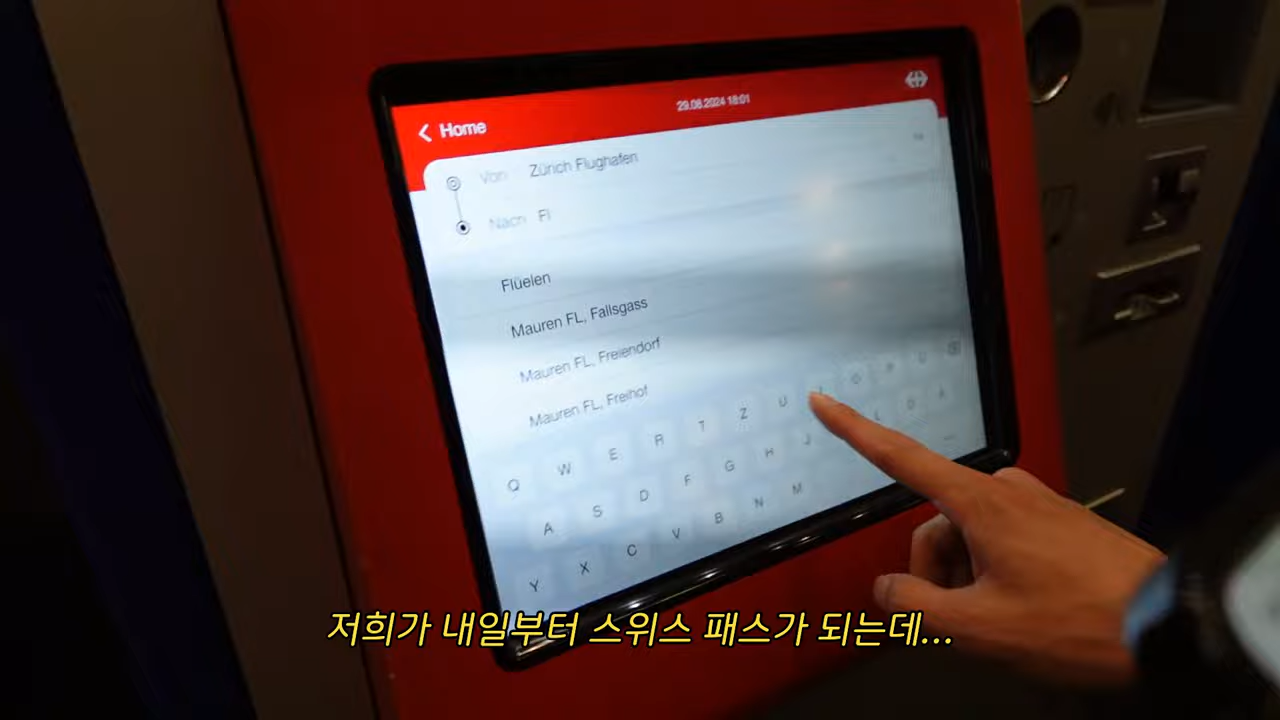 29.08.2024 18:01
Home
Von Zürich Flughafen
Nach Fl
Flüelen
Mauren FL, Fallsgass
Mauren FL, Freiendorf
Mauren FL, Freihof
Q W E R T Z U I O P Ü
A S D F G H J L Ö Ä
Y X C V B N M
저희가 내일부터 스위스 패스가 되는데...